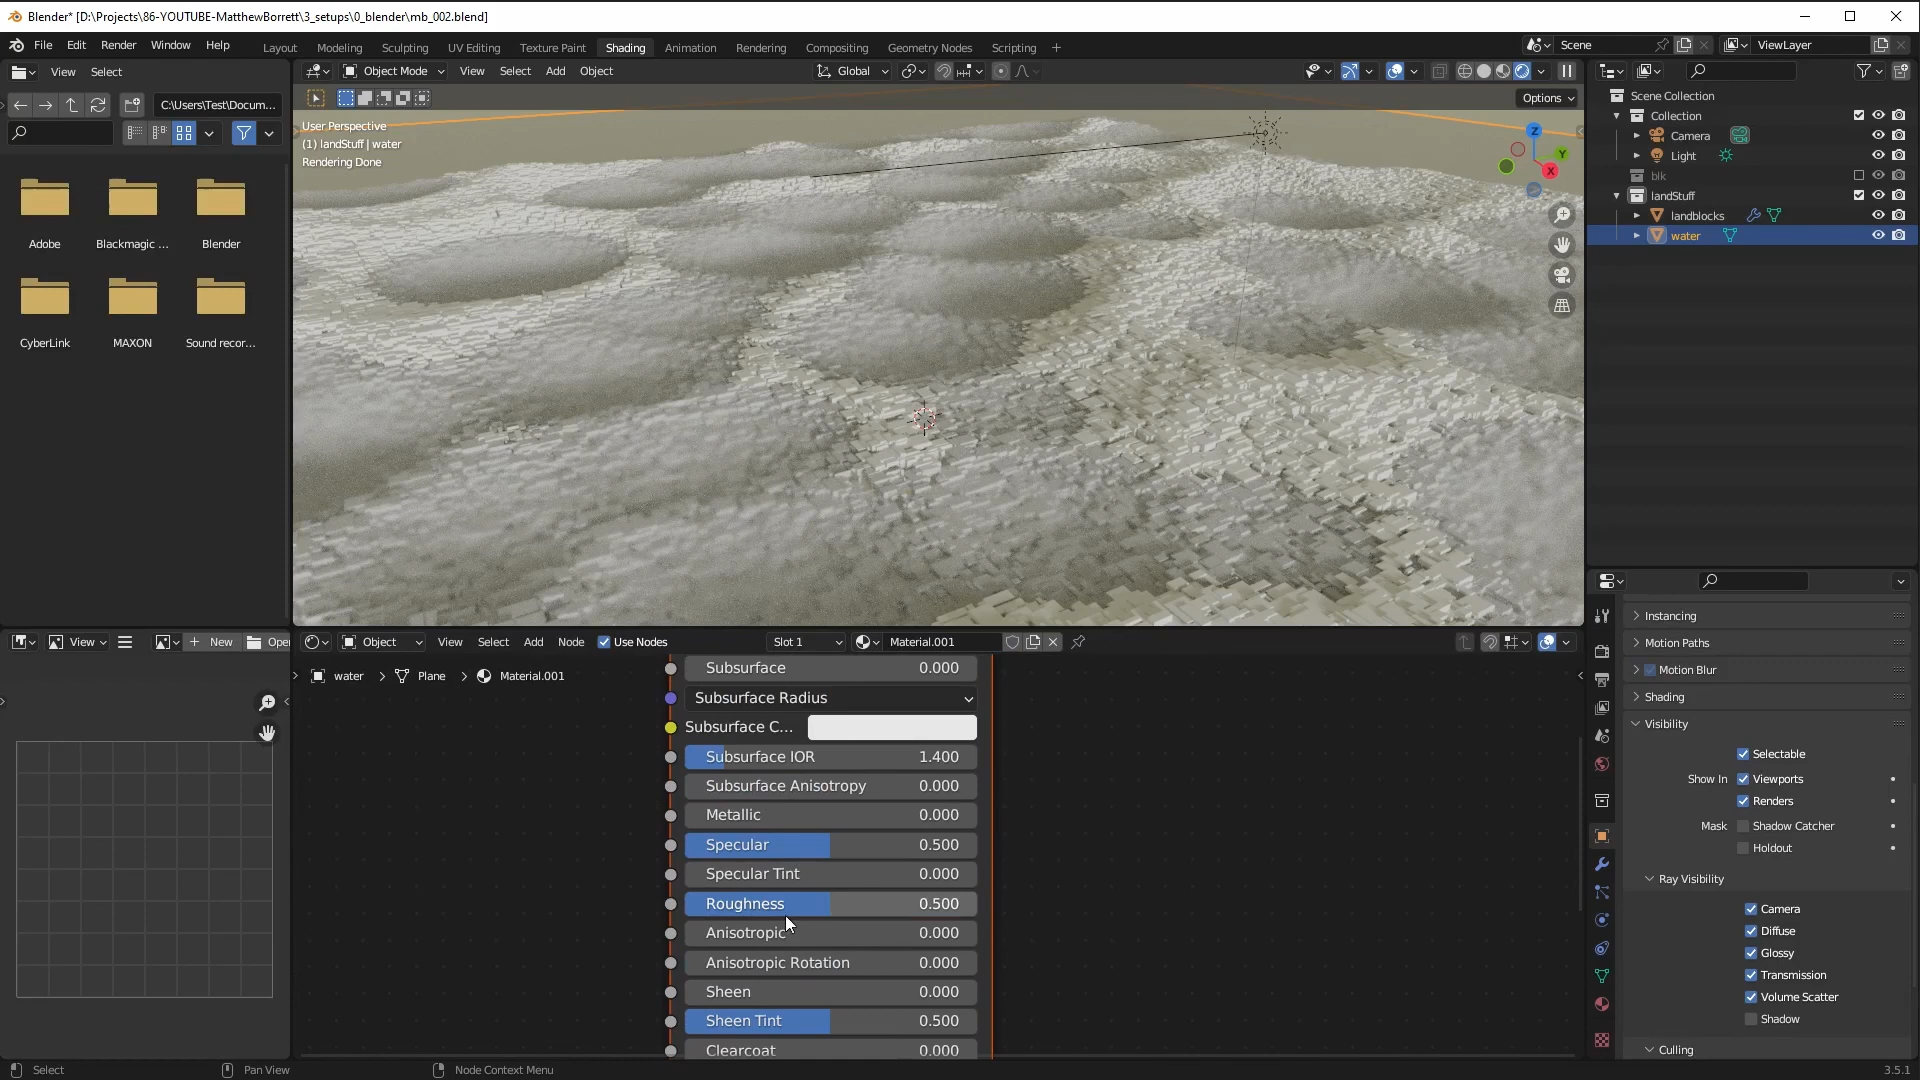 Blender* [D:\Projects\86-YOUTUBE-MatthewBorrett\3_setups\0_blender\mb_002.blend]
File Edit Render Window Help
Layout Modeling Sculpting UV Editing Texture Paint Shading Animation Rendering Compositing Geometry Nodes Scripting +
Scene
ViewLayer
View Select
Object Mode View Select Add Object
Global
C:\Users\Test\Docum...
Options
User Perspective
(1) landStuff | water
Rendering Done
Z
Y
X
Adobe
Blackmagic ...
Blender
CyberLink
MAXON
Sound recor...
Scene Collection
Collection
Camera
Light
blk
landStuff
landblocks
water
View
+ New
Ope
Object View Select Add Node Use Nodes
Slot 1
Material.001
water > Plane > Material.001
Subsurface 0.000
Subsurface Radius
Subsurface C...
Subsurface IOR 1.400
Subsurface Anisotropy 0.000
Metallic 0.000
Specular 0.500
Specular Tint 0.000
Roughness 0.500
Anisotropic 0.000
Anisotropic Rotation 0.000
Sheen 0.000
Sheen Tint 0.500
Clearcoat 0.000
Instancing
Motion Paths
Motion Blur
Shading
Visibility
Selectable
Show In Viewports
Renders
Mask Shadow Catcher
Holdout
Ray Visibility
Camera
Diffuse
Glossy
Transmission
Volume Scatter
Shadow
Culling
Select
Pan View
Node Context Menu
3.5.1